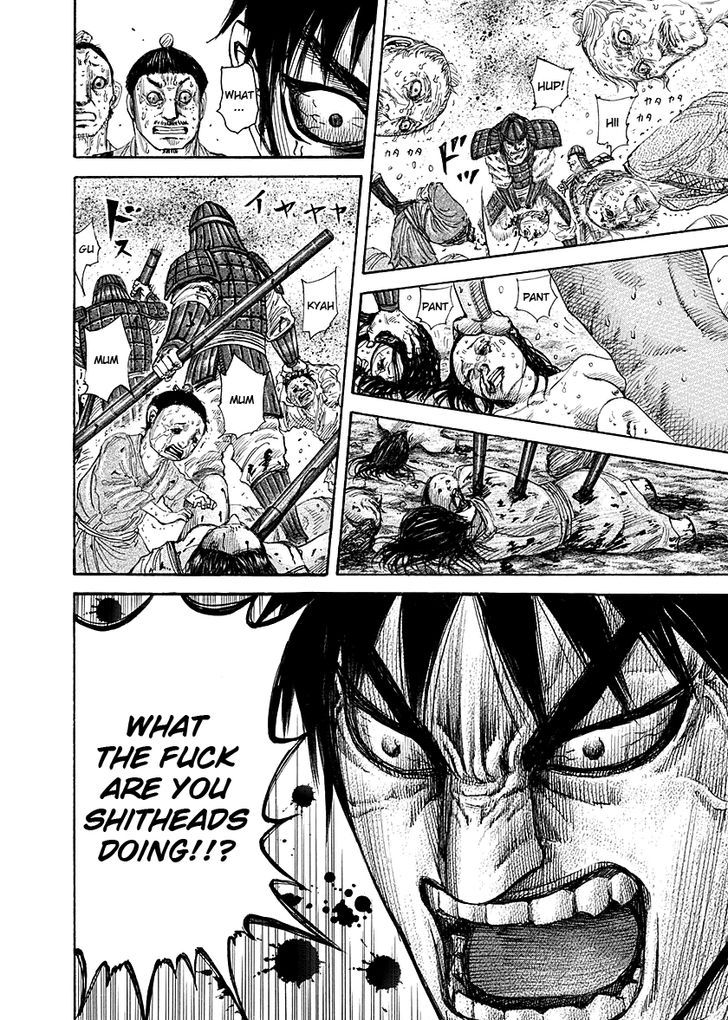 HUP!
HII
カタ
カタ
カタ
カタ
ドッ
PANT
PANT
WHAT
...
イヤヤヤ
ドス
GU
KYAH
MUM
MUM
WHAT
THE FUCK
ARE YOU
SHITHEADS
DOING!!?